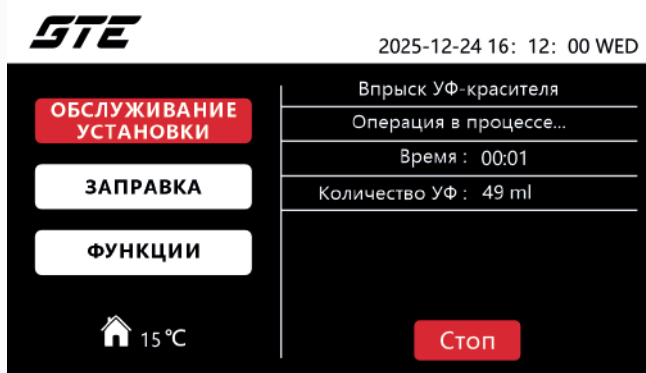 GTE
2025-12-24 16: 12: 00 WED
ОБСЛУЖИВАНИЕ
УСТАНОВКИ
ЗАПРАВКА
ФУНКЦИИ
15℃
Впрыск УФ-красителя
Операция в процессе...
Время : 00:01
Количество УФ : 49 ml
Стоп